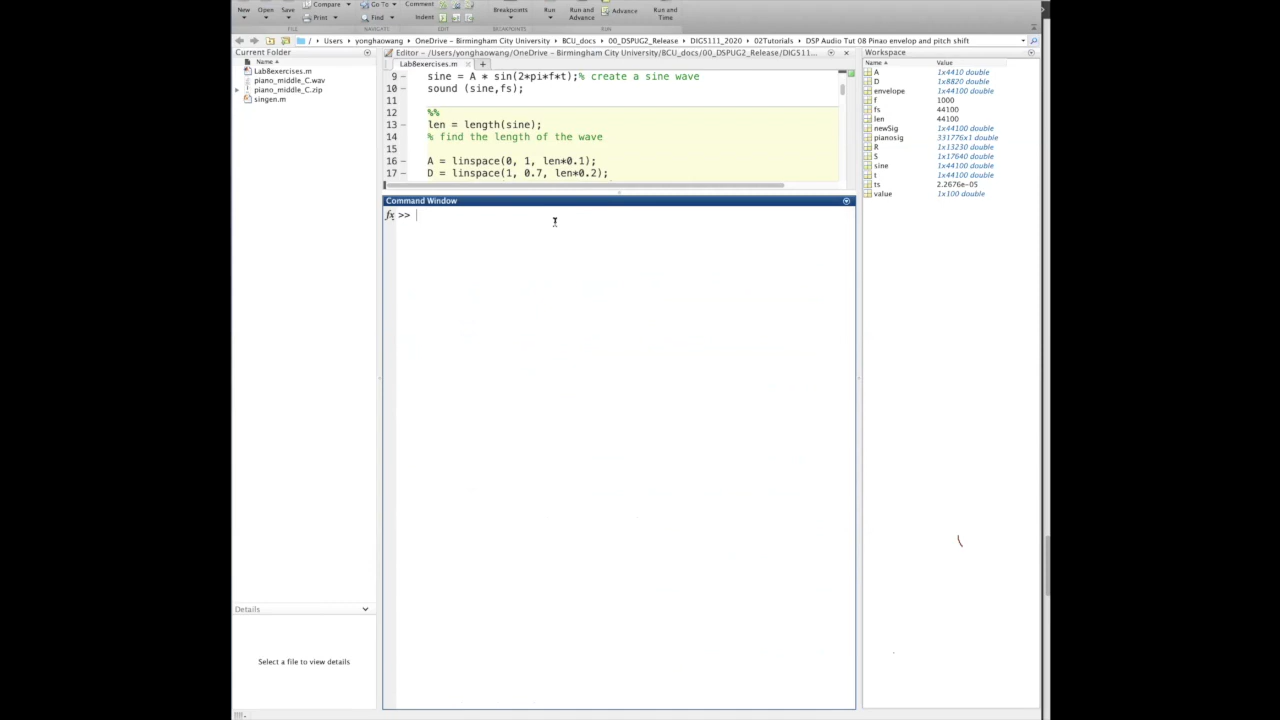 Compare
Go To
Comment
New
Open
Save
Print
Find
Indent
Breakpoints
Run
Run and
Advance
Advance
Run and
Time
FILE
NAVIGATE
EDIT
BREAKPOINTS
RUN
/ › Users › yonghaowang › OneDrive – Birmingham City University › BCU_docs › 00_DSPUG2_Release › DIG5111_2020 › 02Tutorials › DSP Audio Tut 08 Pinao envelop and pitch shift
Current Folder
Name
Lab8exercises.m
piano_middle_C.wav
piano_middle_C.zip
singen.m
Details
Select a file to view details
Editor – /Users/yonghaowang/OneDrive – Birmingham City University/BCU_docs/00_DSPUG2_Release/DIG511...
Lab8exercises.m
9 – sine = A * sin(2*pi*f*t);% create a sine wave
10 – sound (sine,fs);
11
12 %%
13 – len = length(sine);
14 % find the length of the wave
15
16 – A = linspace(0, 1, len*0.1);
17 – D = linspace(1, 0.7, len*0.2);
Command Window
fx >>
Workspace
Name Value
A 1x4410 double
D 1x8820 double
envelope 1x44100 double
f 1000
fs 44100
len 44100
newSig 1x44100 double
pianosig 331776x1 double
R 1x13230 double
S 1x17640 double
sine 1x44100 double
t 1x44100 double
ts 2.2676e-05
value 1x100 double